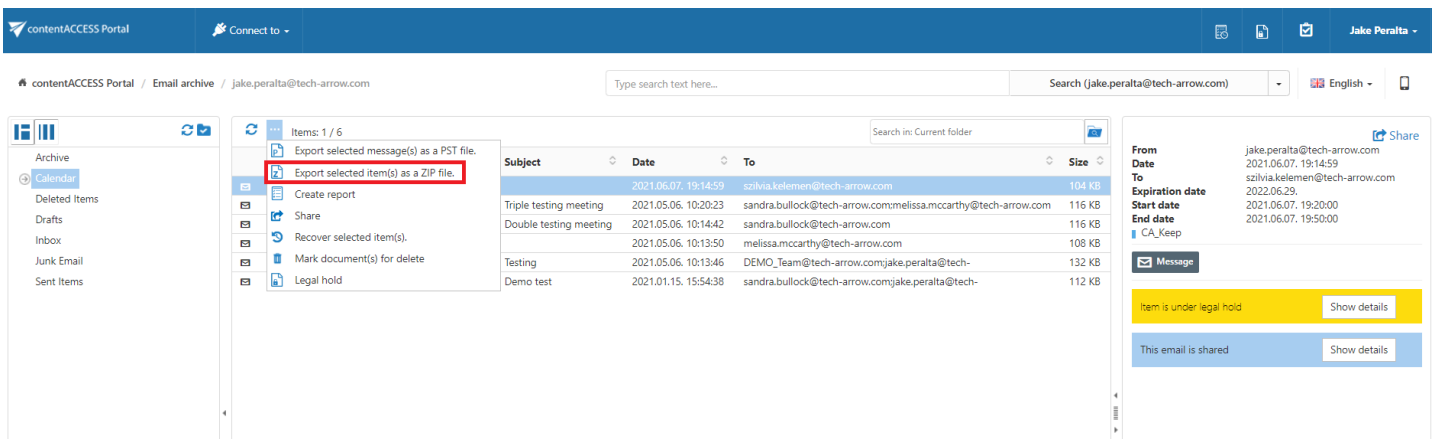 contentACCESS Portal
Connect to
Jake Peralta
contentACCESS Portal / Email archive / jake.peralta@tech-arrow.com
Type search text here...
Search (jake.peralta@tech-arrow.com)
English
Archive
Calendar
Deleted Items
Drafts
Inbox
Junk Email
Sent Items
Items: 1 / 6
Search in: Current folder
Export selected message(s) as a PST file.
Export selected item(s) as a ZIP file.
Create report
Share
Recover selected item(s).
Mark document(s) for delete
Legal hold
Subject Date To Size
2021.06.07. 19:14:59 szilvia.kelemen@tech-arrow.com 104 KB
Triple testing meeting 2021.05.06. 10:20:23 sandra.bullock@tech-arrow.com;melissa.mccarthy@tech-arrow.com 116 KB
Double testing meeting 2021.05.06. 10:14:42 sandra.bullock@tech-arrow.com 116 KB
2021.05.06. 10:13:50 melissa.mccarthy@tech-arrow.com 108 KB
Testing 2021.05.06. 10:13:46 DEMO_Team@tech-arrow.com;jake.peralta@tech- 132 KB
Demo test 2021.01.15. 15:54:38 sandra.bullock@tech-arrow.com;jake.peralta@tech- 112 KB
Share
From jake.peralta@tech-arrow.com
Date 2021.06.07. 19:14:59
To szilvia.kelemen@tech-arrow.com
Expiration date 2022.06.29.
Start date 2021.06.07. 19:20:00
End date 2021.06.07. 19:50:00
CA_Keep
Message
Item is under legal hold Show details
This email is shared Show details